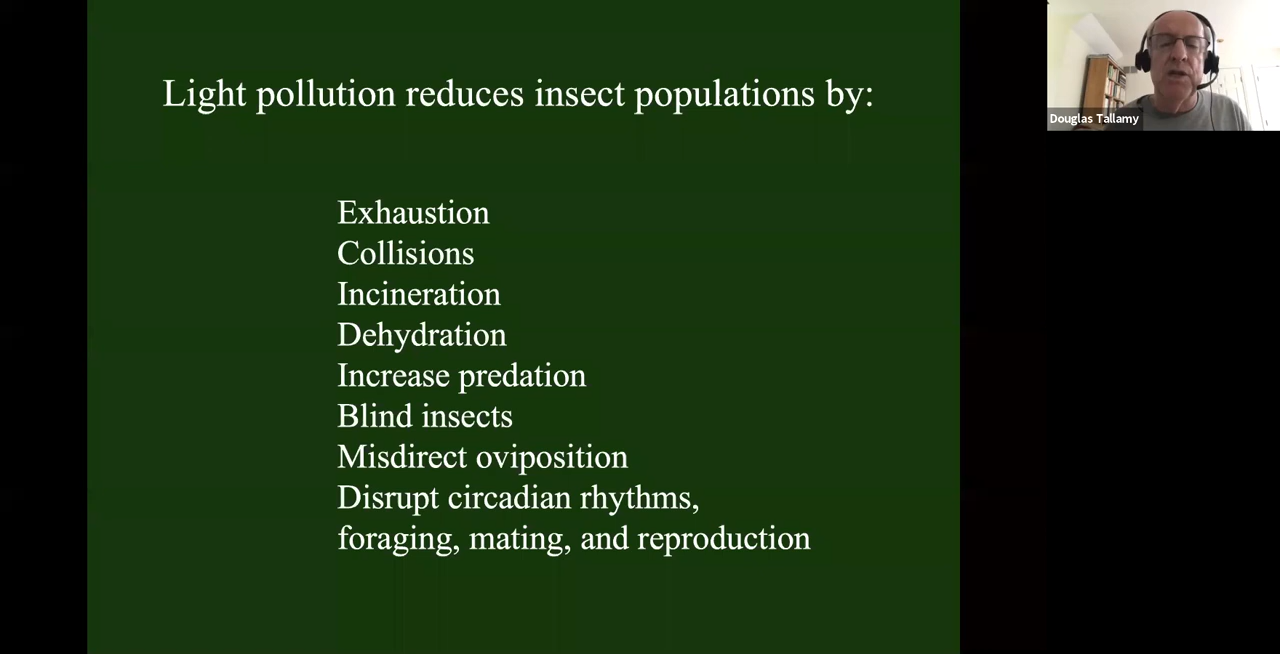 Light pollution reduces insect populations by:
Exhaustion
Collisions
Incineration
Dehydration
Increase predation
Blind insects
Misdirect oviposition
Disrupt circadian rhythms,
foraging, mating, and reproduction
Douglas Tallamy